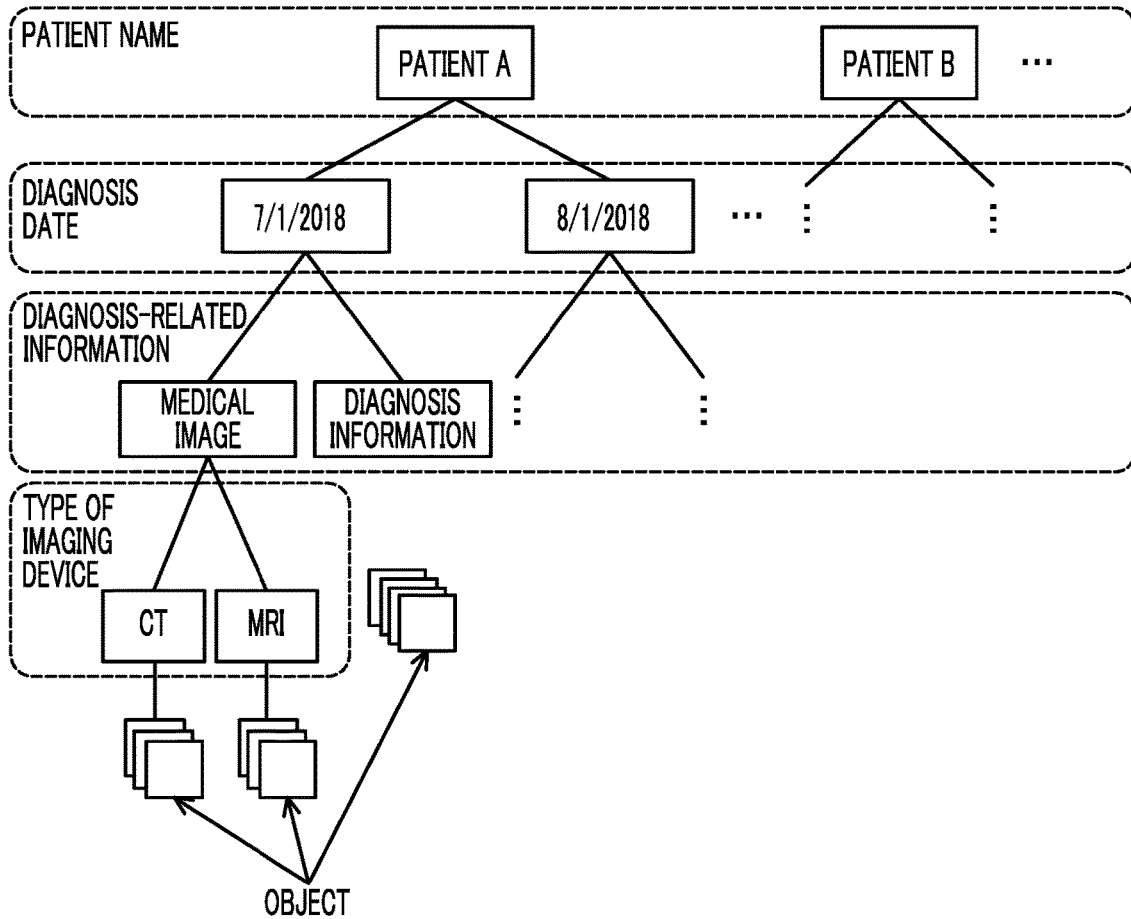 PATIENT NAME
PATIENT A
PATIENT B
...
DIAGNOSIS
DATE
7/1/2018
8/1/2018
...
DIAGNOSIS-RELATED
INFORMATION
MEDICAL
IMAGE
DIAGNOSIS
INFORMATION
TYPE OF
IMAGING
DEVICE
CT
MRI
OBJECT